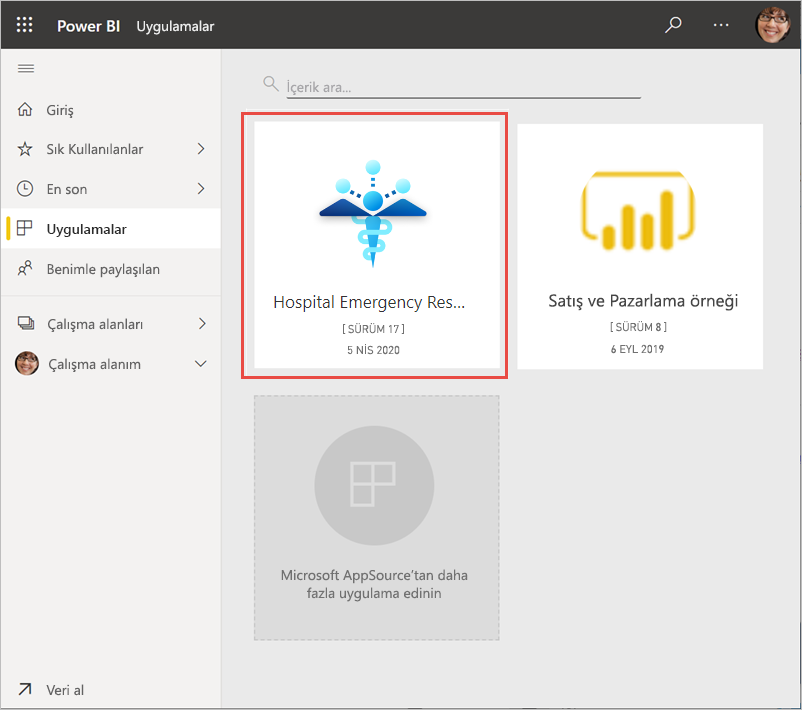 Power BI Uygulamalar
Giriş
Sık Kullanılanlar
En son
Uygulamalar
Benimle paylaşılan
Çalışma alanları
Çalışma alanım
Veri al
İçerik ara...
Hospital Emergency Res...
[ SÜRÜM 17 ]
5 NİS 2020
Satış ve Pazarlama örneği
[ SÜRÜM 8 ]
6 EYL 2019
Microsoft AppSource’tan daha
fazla uygulama edinin